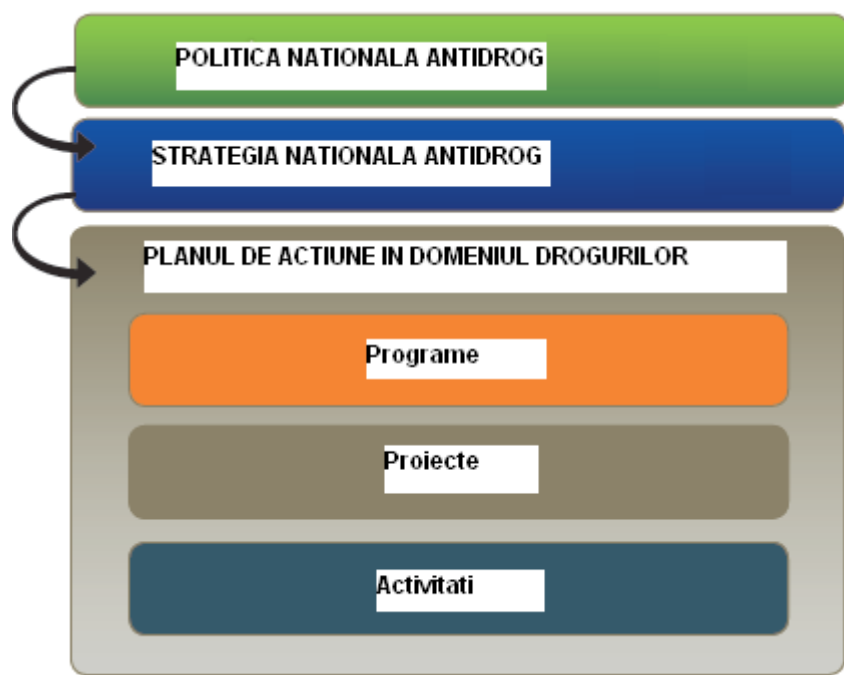 POLITICA NATIONALA ANTIDROG
STRATEGIA NATIONALA ANTIDROG
PLANUL DE ACTIUNE IN DOMENIUL DROGURILOR
Programe
Proiecte
Activitati